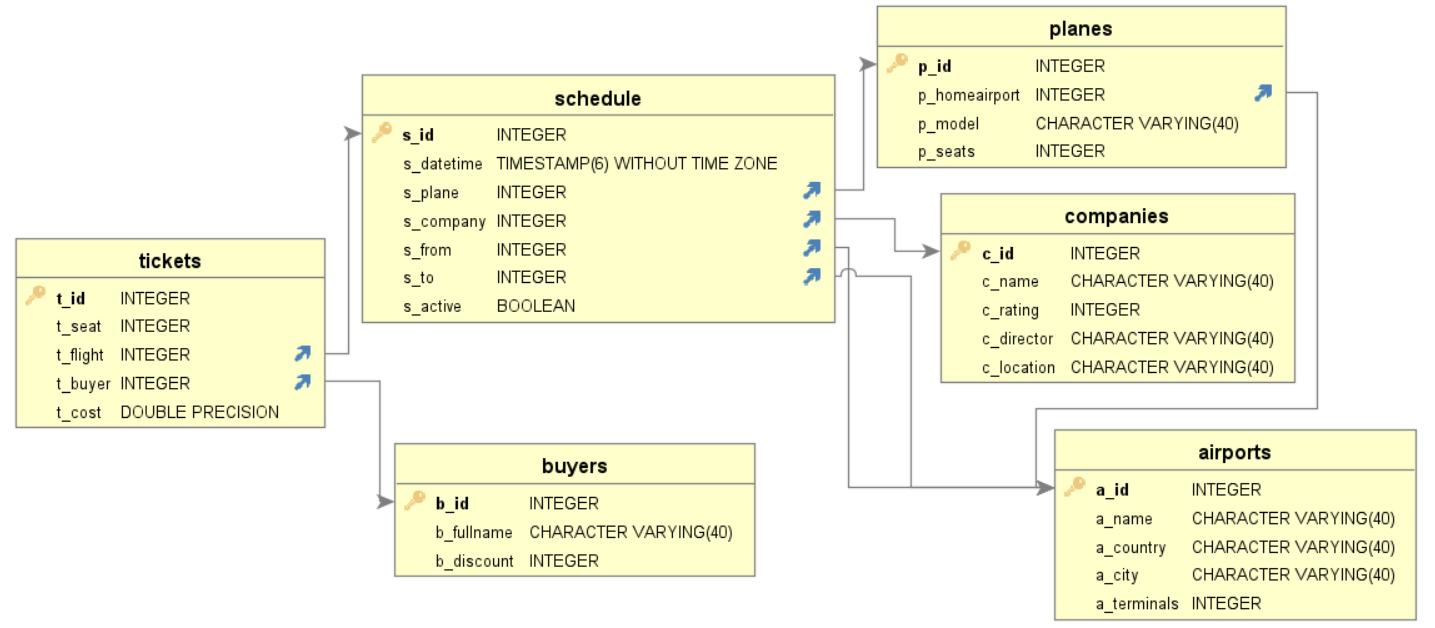 planes
p_id INTEGER
p_homeairport INTEGER
p_model CHARACTER VARYING(40)
p_seats INTEGER
schedule
s_id INTEGER
s_datetime TIMESTAMP(6) WITHOUT TIME ZONE
s_plane INTEGER
s_company INTEGER
s_from INTEGER
s_to INTEGER
s_active BOOLEAN
companies
c_id INTEGER
c_name CHARACTER VARYING(40)
c_rating INTEGER
c_director CHARACTER VARYING(40)
c_location CHARACTER VARYING(40)
tickets
t_id INTEGER
t_seat INTEGER
t_flight INTEGER
t_buyer INTEGER
t_cost DOUBLE PRECISION
buyers
b_id INTEGER
b_fullname CHARACTER VARYING(40)
b_discount INTEGER
airports
a_id INTEGER
a_name CHARACTER VARYING(40)
a_country CHARACTER VARYING(40)
a_city CHARACTER VARYING(40)
a_terminals INTEGER